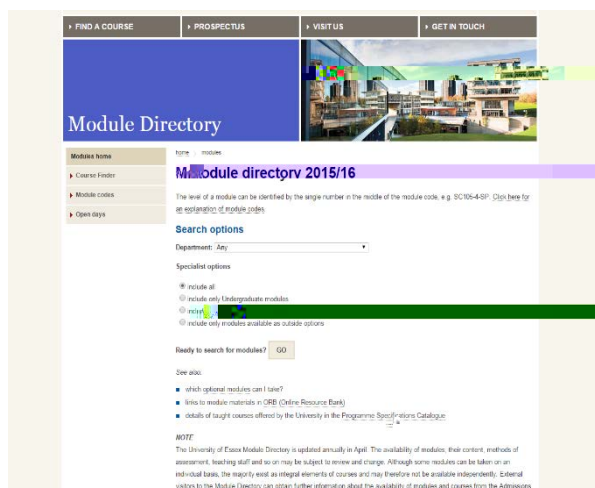 FIND A COURSE
PROSPECTUS
VISIT US
GET IN TOUCH
Module Directory
Modules home
Course Finder
Module codes
Open days
home modules
Module directory 2015/16
The level of a module can be identified by the single number in the middle of the module code, e.g. SC105-4-SP. Click here for
an explanation of module codes.
Search options
Department: Any
Specialist options
include all
include only Undergraduate modules
include only modules available as outside options
Ready to search for modules? GO
See also:
which optional modules can I take?
links to module materials in ORB (Online Resource Bank)
details of taught courses offered by the University in the Programme Specifications Catalogue
NOTE
The University of Essex Module Directory is updated annually in April. The availability of modules, their content, methods of
assessment, teaching staff and so on may be subject to review and change. Although some modules can be taken on an
individual basis, the majority exist as integral elements of courses and may therefore not be available independently. External
visitors to the Module Directory can obtain further information about the availability of modules and courses from the Admissions